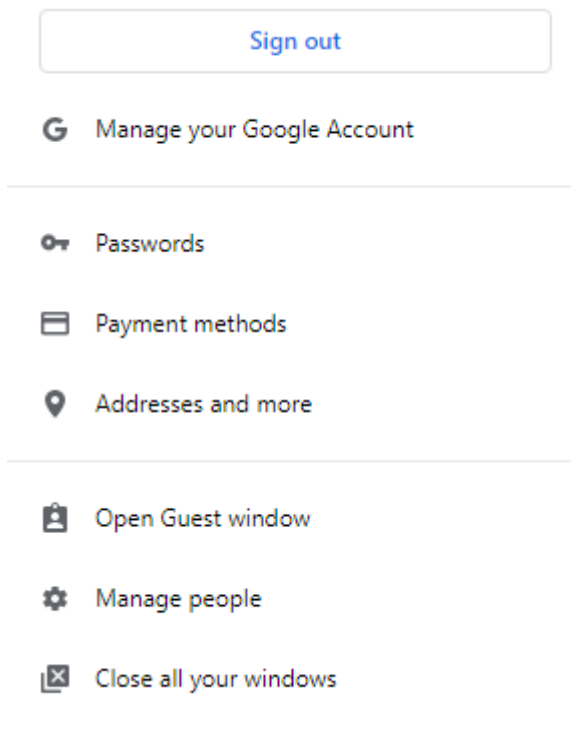 Sign out
Manage your Google Account
Passwords
Payment methods
Addresses and more
Open Guest window
Manage people
Close all your windows